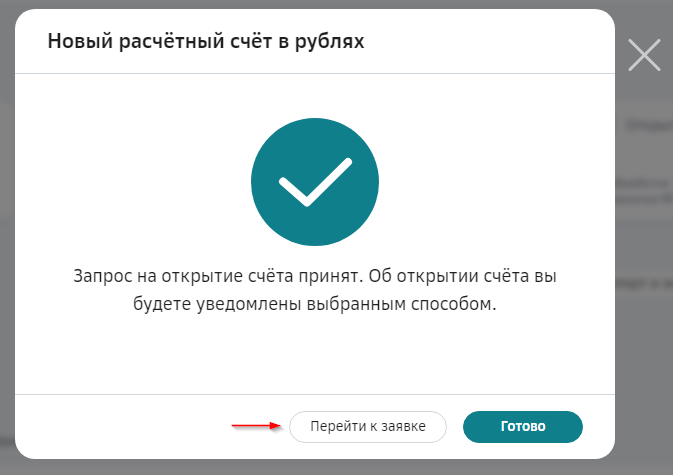 Новый расчётный счёт в рублях
Запрос на открытие счёта принят. Об открытии счёта вы
будете уведомлены выбранным способом.
Перейти к заявке
Готово